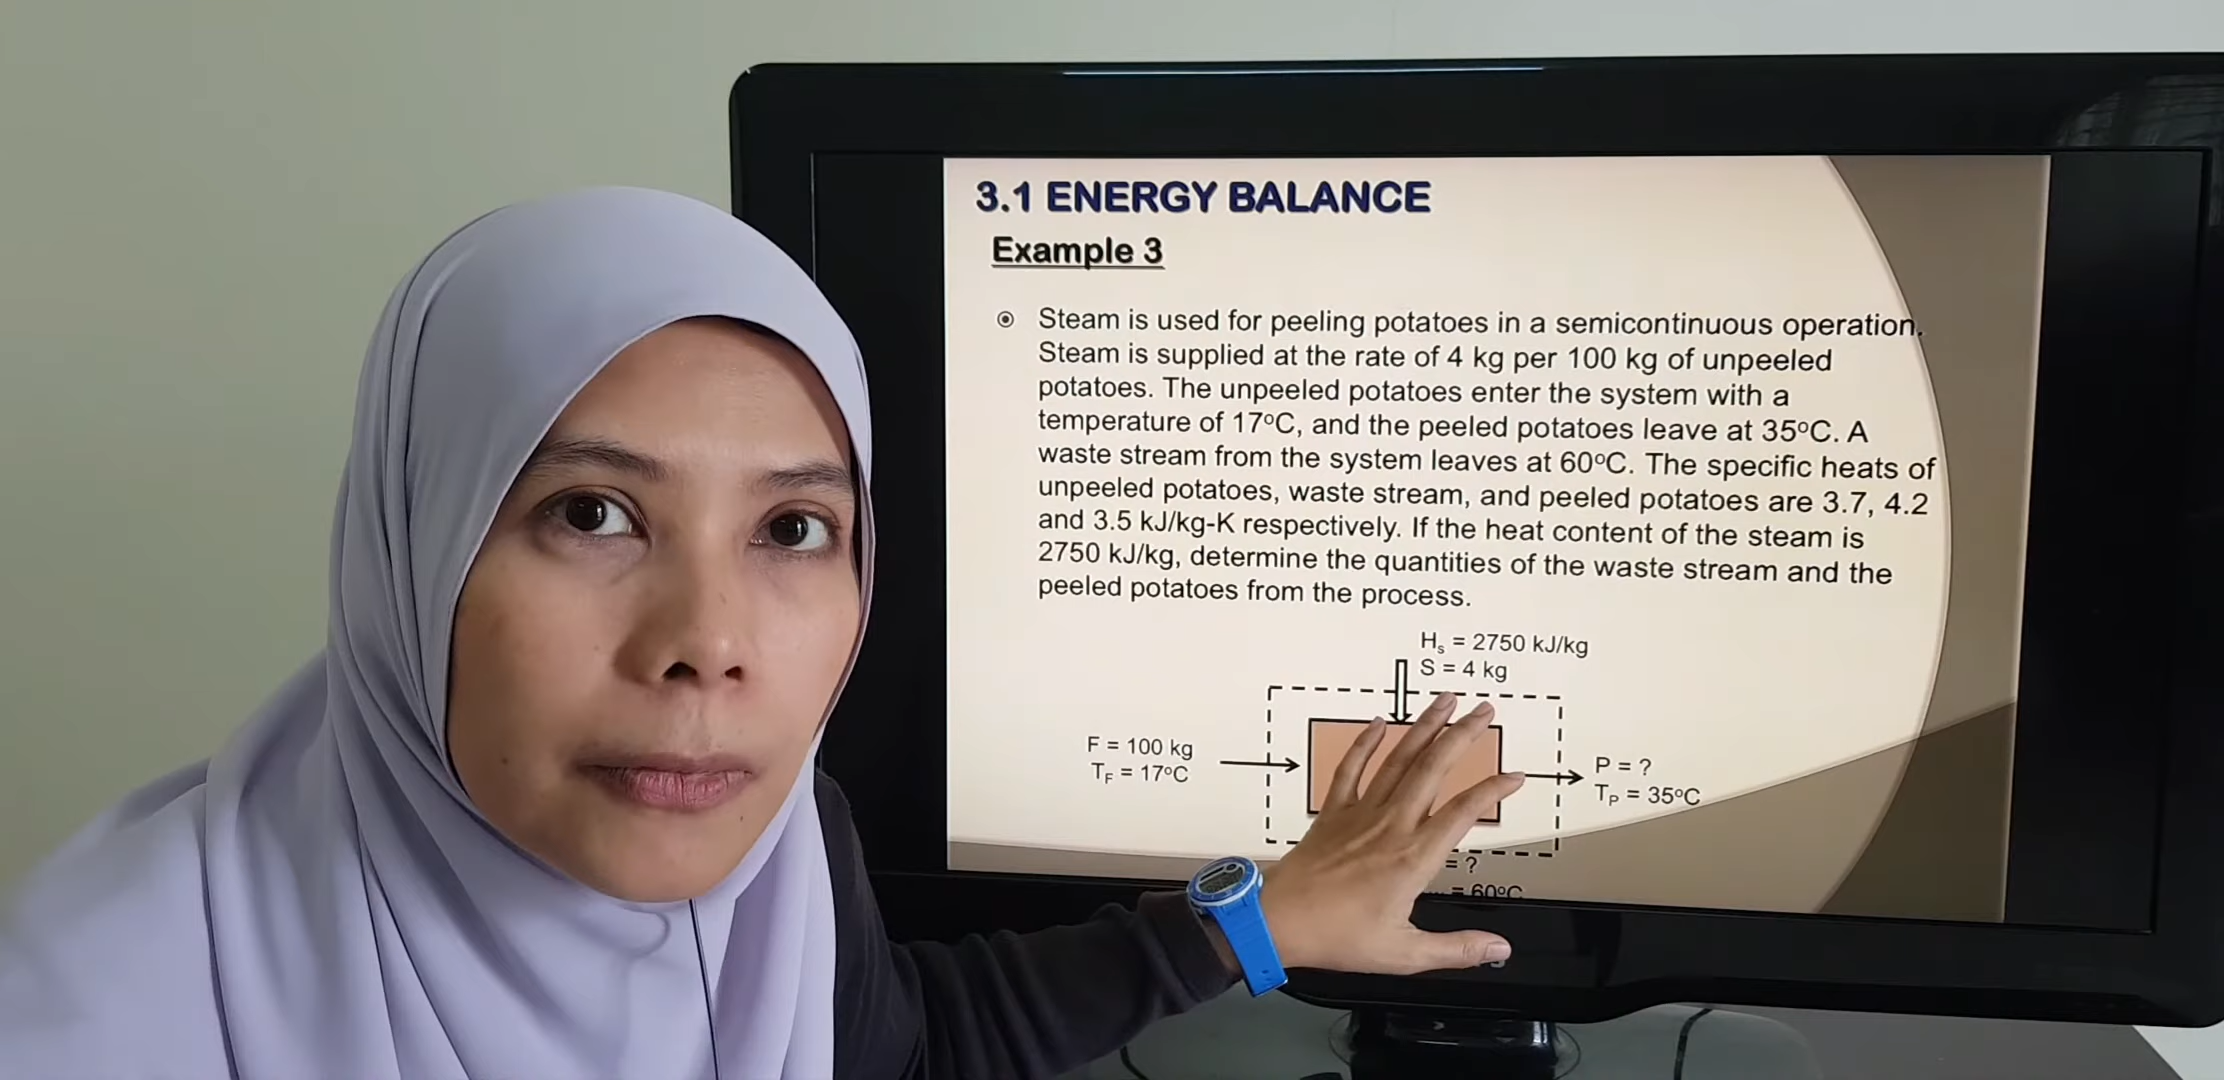 3.1 ENERGY BALANCE
Example 3
Steam is used for peeling potatoes in a semicontinuous operation.
Steam is supplied at the rate of 4 kg per 100 kg of unpeeled
potatoes. The unpeeled potatoes enter the system with a
temperature of 17°C, and the peeled potatoes leave at 35°C. A
waste stream from the system leaves at 60°C. The specific heats of
unpeeled potatoes, waste stream, and peeled potatoes are 3.7, 4.2
and 3.5 kJ/kg-K respectively. If the heat content of the steam is
2750 kJ/kg, determine the quantities of the waste stream and the
peeled potatoes from the process.
Hs = 2750 kJ/kg
S = 4 kg
F = 100 kg
TF = 17°C
P = ?
TP = 35°C
= ?
= 60°C